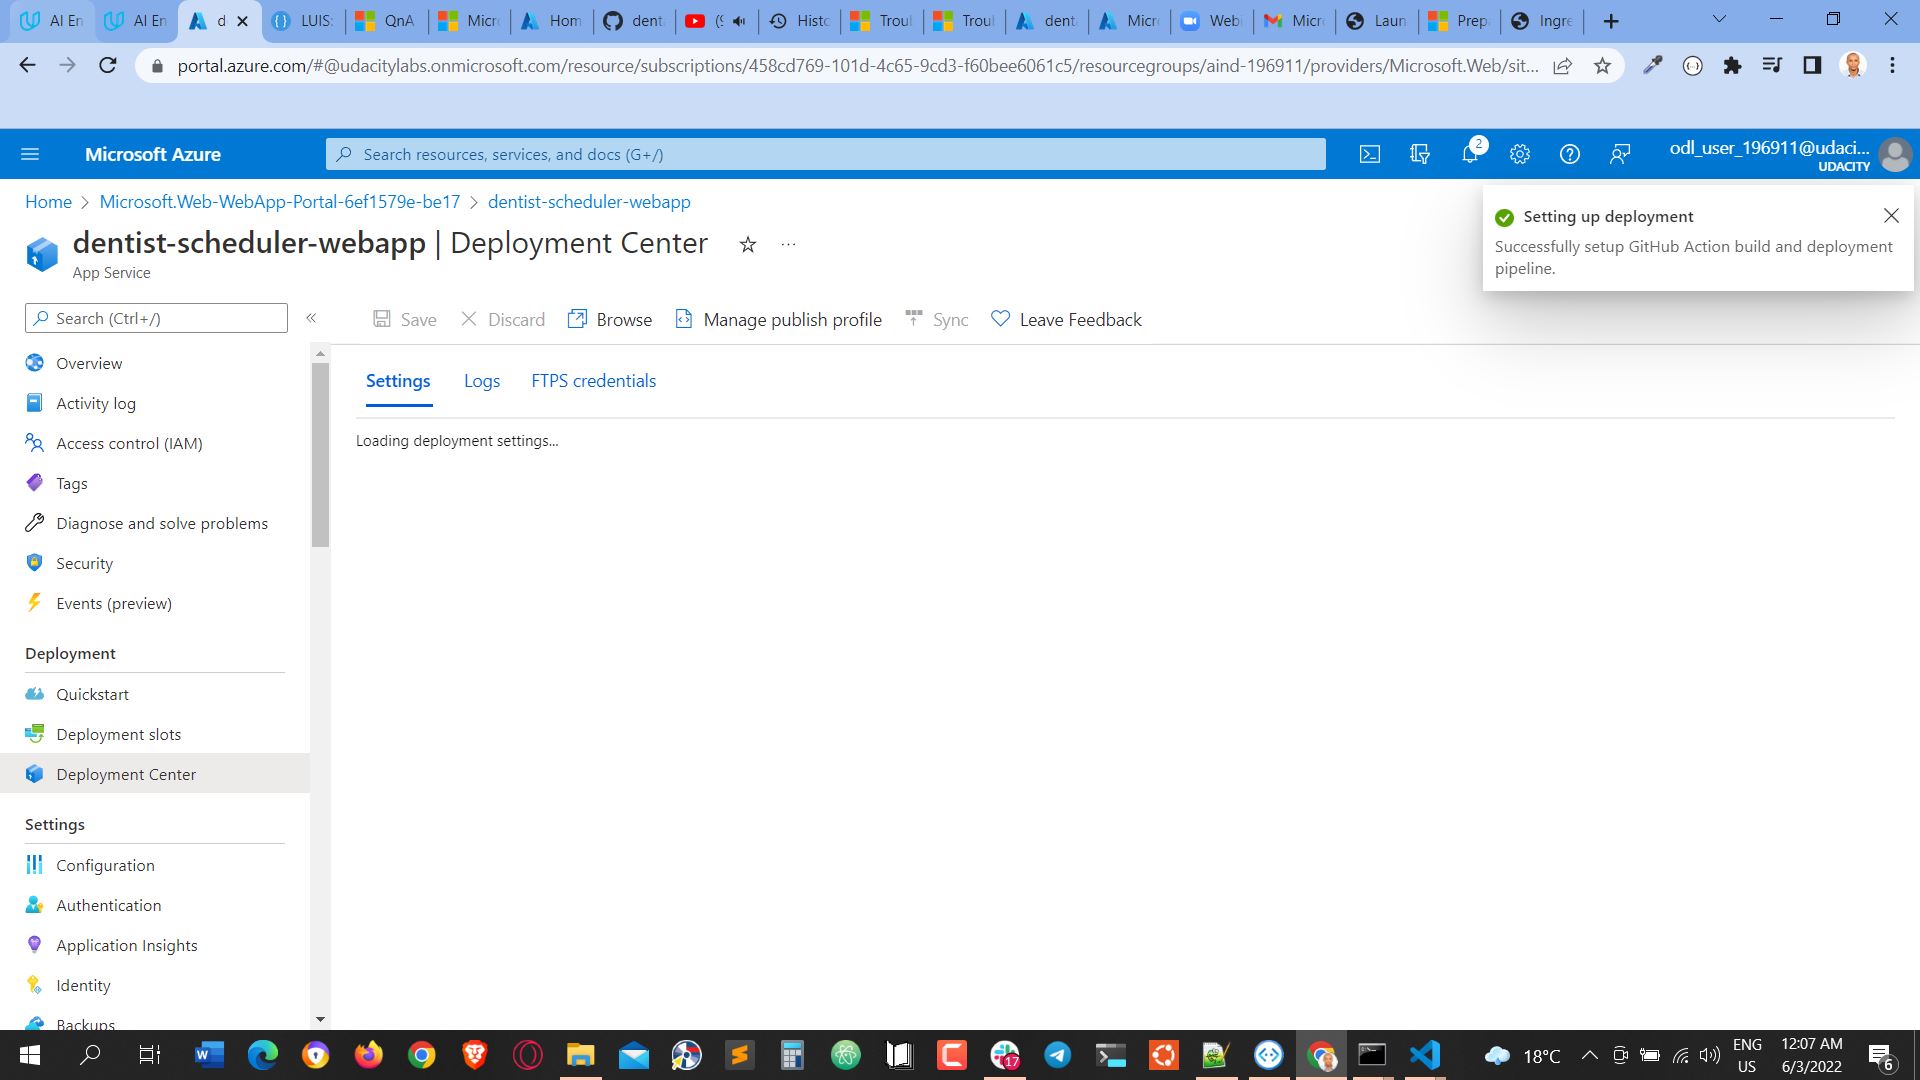 AI En
AI En
d
LUIS:
QnA
Micro
Hom
dent
(9
Histo
Troul
Troul
dent
Micro
Webi
Micro
Laun
Prep
Ingre
portal.azure.com/#@udacitylabs.onmicrosoft.com/resource/subscriptions/458cd769-101d-4c65-9cd3-f60bee6061c5/resourcegroups/aind-196911/providers/Microsoft.Web/sit...
Microsoft Azure
Search resources, services, and docs (G+/)
2
odl_user_196911@udaci...
UDACITY
Home > Microsoft.Web-WebApp-Portal-6ef1579e-be17 > dentist-scheduler-webapp
dentist-scheduler-webapp | Deployment Center
App Service
Setting up deployment
Successfully setup GitHub Action build and deployment
pipeline.
Search (Ctrl+/)
Save
Discard
Browse
Manage publish profile
Sync
Leave Feedback
Settings
Logs
FTPS credentials
Loading deployment settings...
Overview
Activity log
Access control (IAM)
Tags
Diagnose and solve problems
Security
Events (preview)
Deployment
Quickstart
Deployment slots
Deployment Center
Settings
Configuration
Authentication
Application Insights
Identity
Backups
17
18°C
ENG
US
12:07 AM
6/3/2022
6